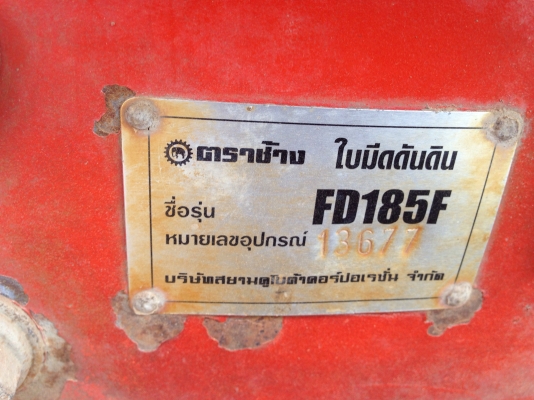 ตราช้าง ใบมีดดันดิน
ชื่อรุ่น FD185F
หมายเลขอุปกรณ์ 13677
บริษัทสยามคูโบต้าคอร์ปอเรชั่น จำกัด